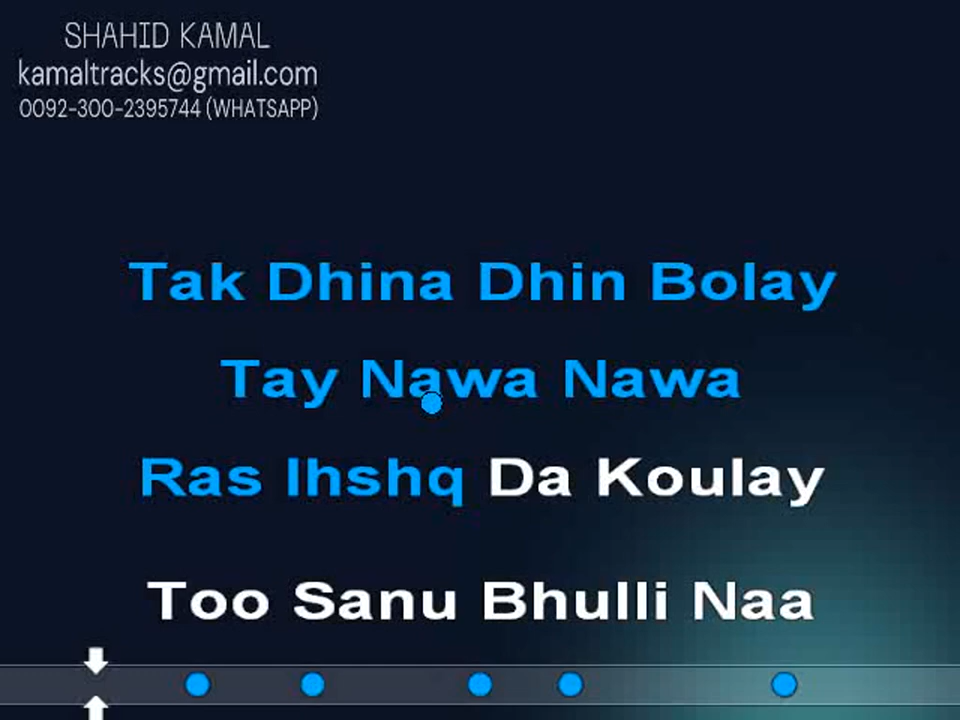 SHAHID KAMAL
kamaltracks@gmail.com
0092-300-2395744 (WHATSAPP)
Tak Dhina Dhin Bolay
Tay Nawa Nawa
Ras Ihshq Da Koulay
Too Sanu Bhulli Naa